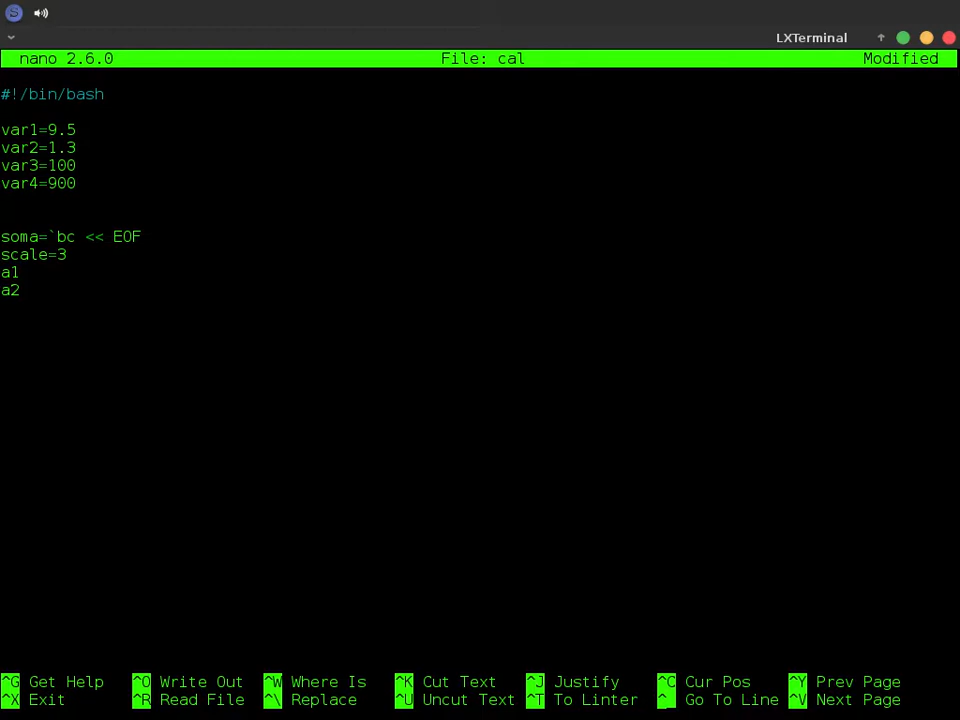 S
LXTerminal
nano 2.6.0 File: cal Modified
#!/bin/bash
var1=9.5
var2=1.3
var3=100
var4=900
soma=`bc << EOF
scale=3
a1
a2
^G Get Help ^O Write Out ^W Where Is ^K Cut Text ^J Justify ^C Cur Pos ^Y Prev Page
^X Exit ^R Read File ^\ Replace ^U Uncut Text ^T To Linter ^_ Go To Line ^V Next Page